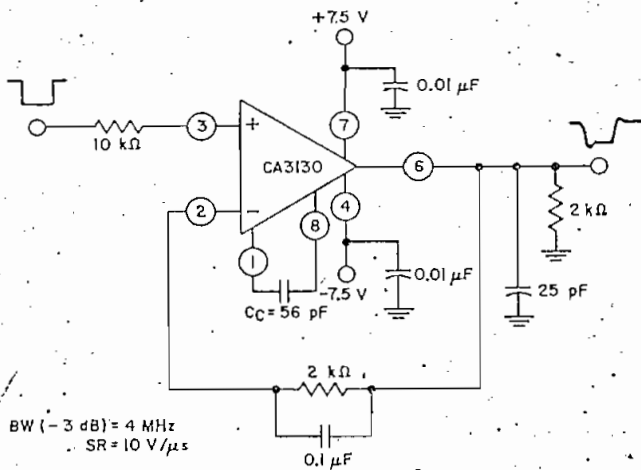 +7.5 V
0.01 µF
10 kΩ
3
+
7
CA3130
6
2
−
8
4
1
2 kΩ
−7.5 V
0.01 µF
25 pF
CC = 56 pF
2 kΩ
0.1 µF
BW (−3 dB) = 4 MHz
SR = 10 V/µs